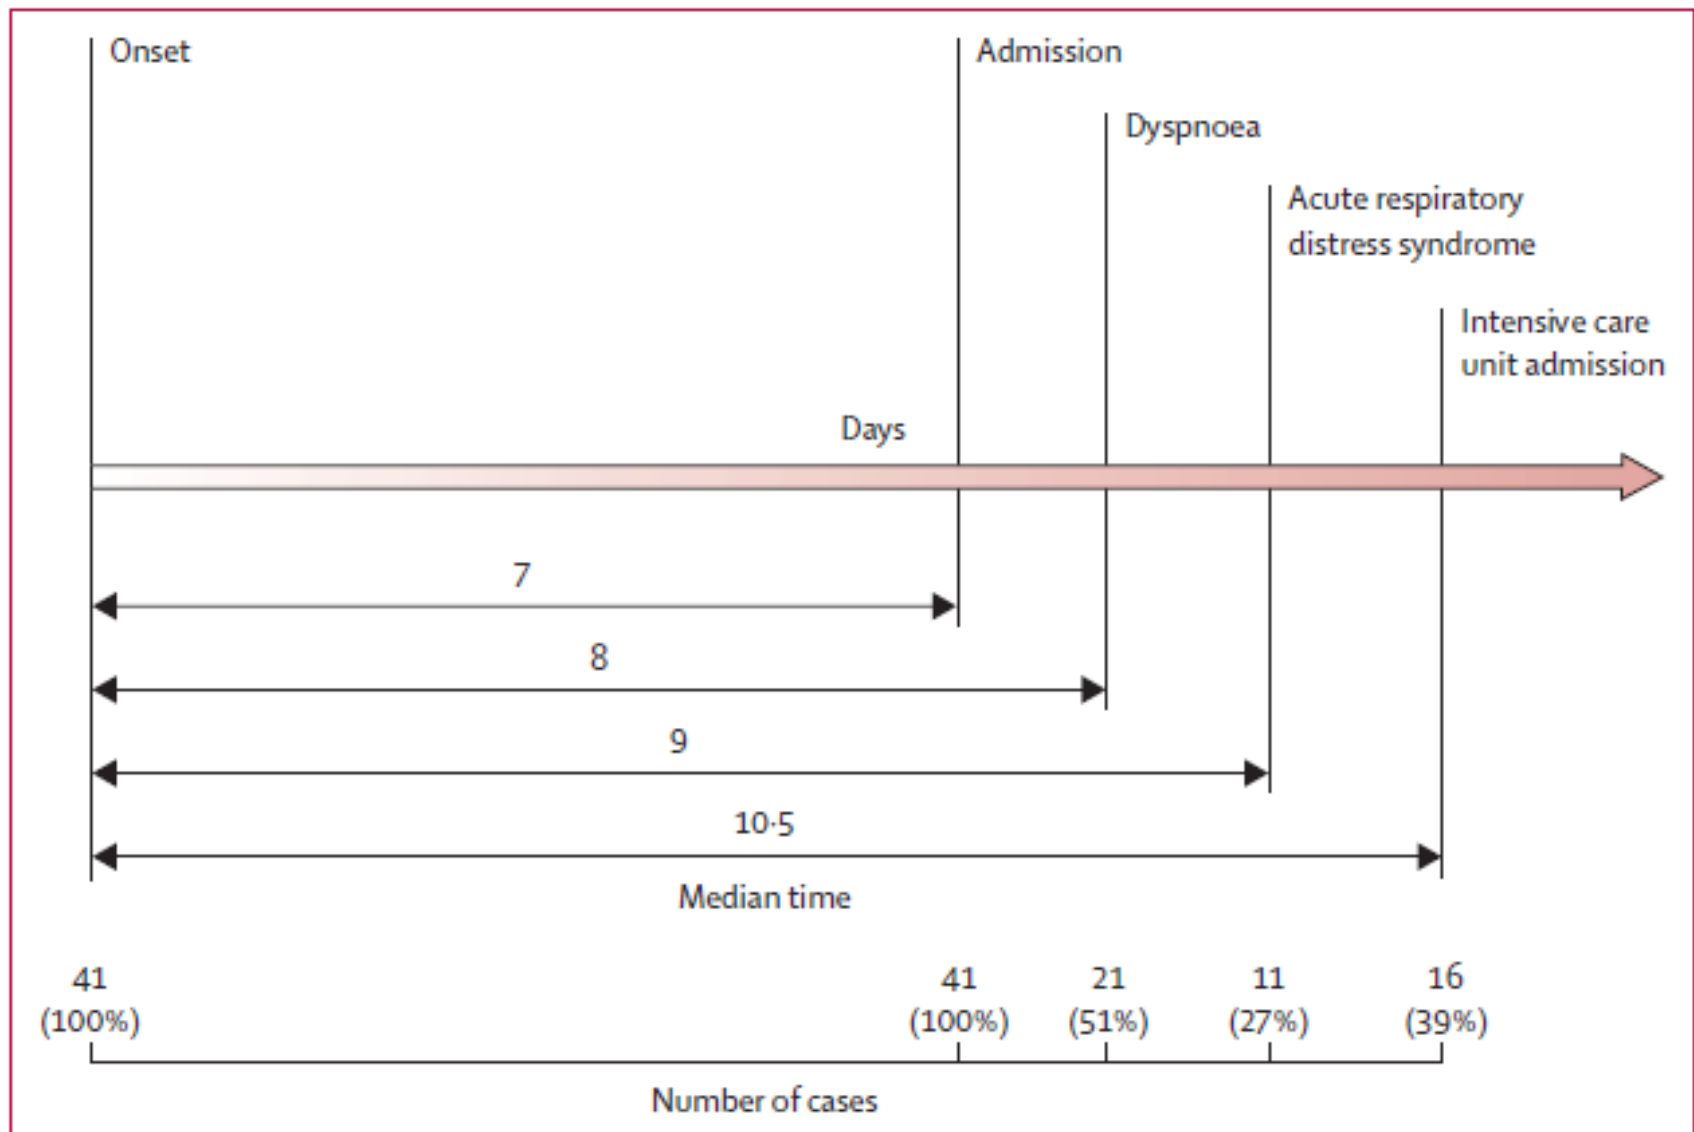 Onset
Admission
Dyspnoea
Acute respiratory
distress syndrome
Intensive care
unit admission
Days
7
8
9
10·5
Median time
41 41 21 11 16
(100%) (100%) (51%) (27%) (39%)
Number of cases